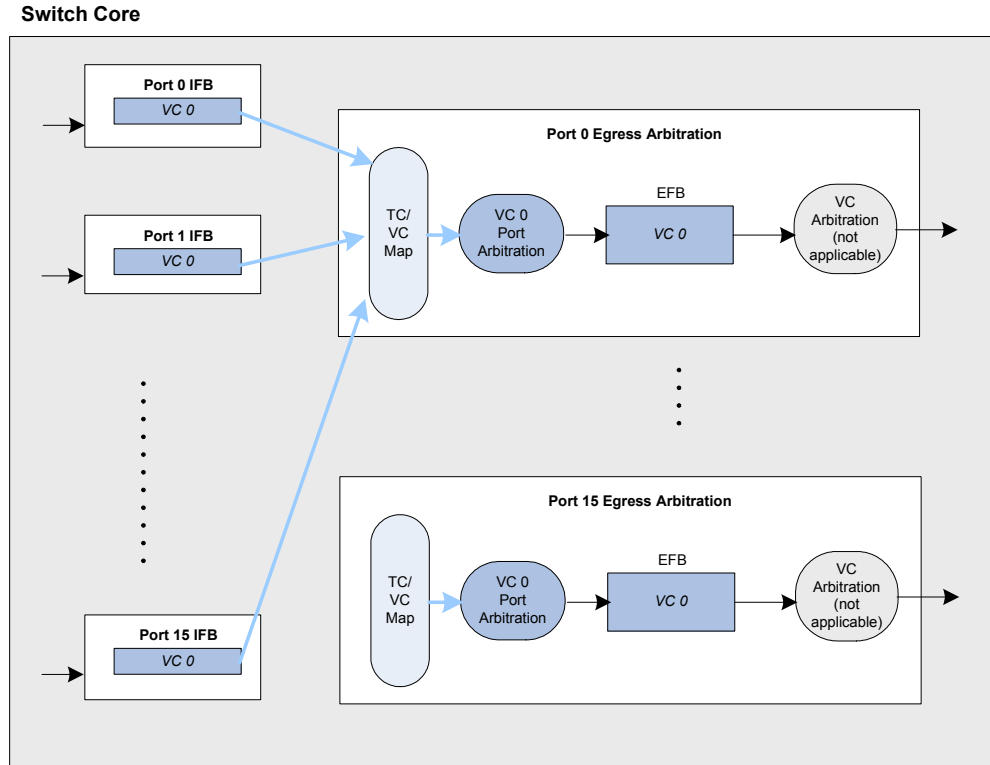 Switch Core
Port 0 IFB
VC 0
Port 1 IFB
VC 0
Port 15 IFB
VC 0
Port 0 Egress Arbitration
TC/
VC
Map
VC 0
Port
Arbitration
EFB
VC 0
VC
Arbitration
(not
applicable)
Port 15 Egress Arbitration
TC/
VC
Map
VC 0
Port
Arbitration
EFB
VC 0
VC
Arbitration
(not
applicable)